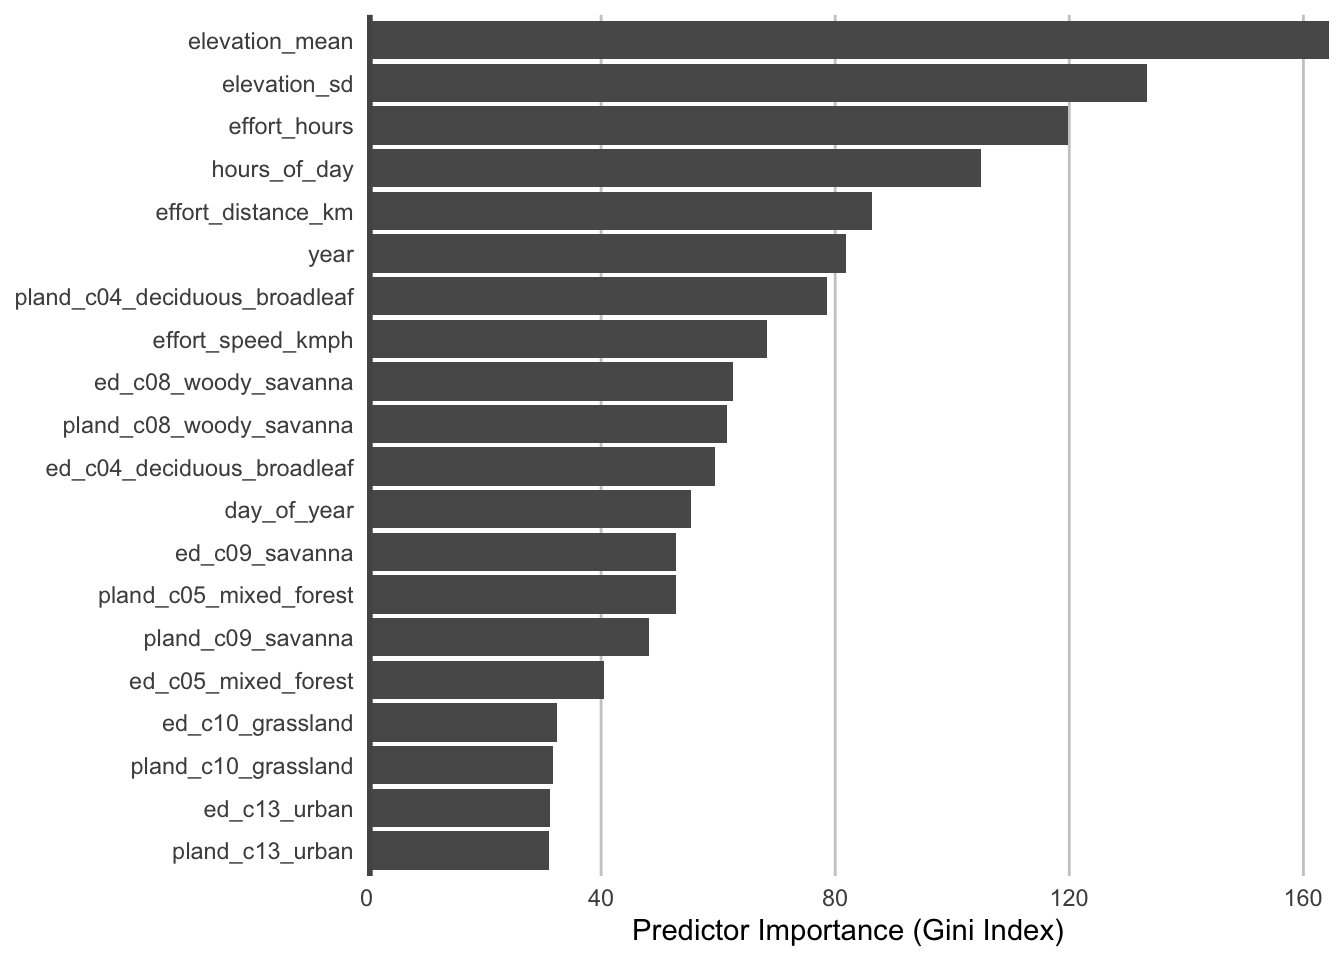 elevation_mean
elevation_sd
effort_hours
hours_of_day
effort_distance_km
year
pland_c04_deciduous_broadleaf
effort_speed_kmph
ed_c08_woody_savanna
pland_c08_woody_savanna
ed_c04_deciduous_broadleaf
day_of_year
ed_c09_savanna
pland_c05_mixed_forest
pland_c09_savanna
ed_c05_mixed_forest
ed_c10_grassland
pland_c10_grassland
ed_c13_urban
pland_c13_urban
0 40 80 120 160
Predictor Importance (Gini Index)